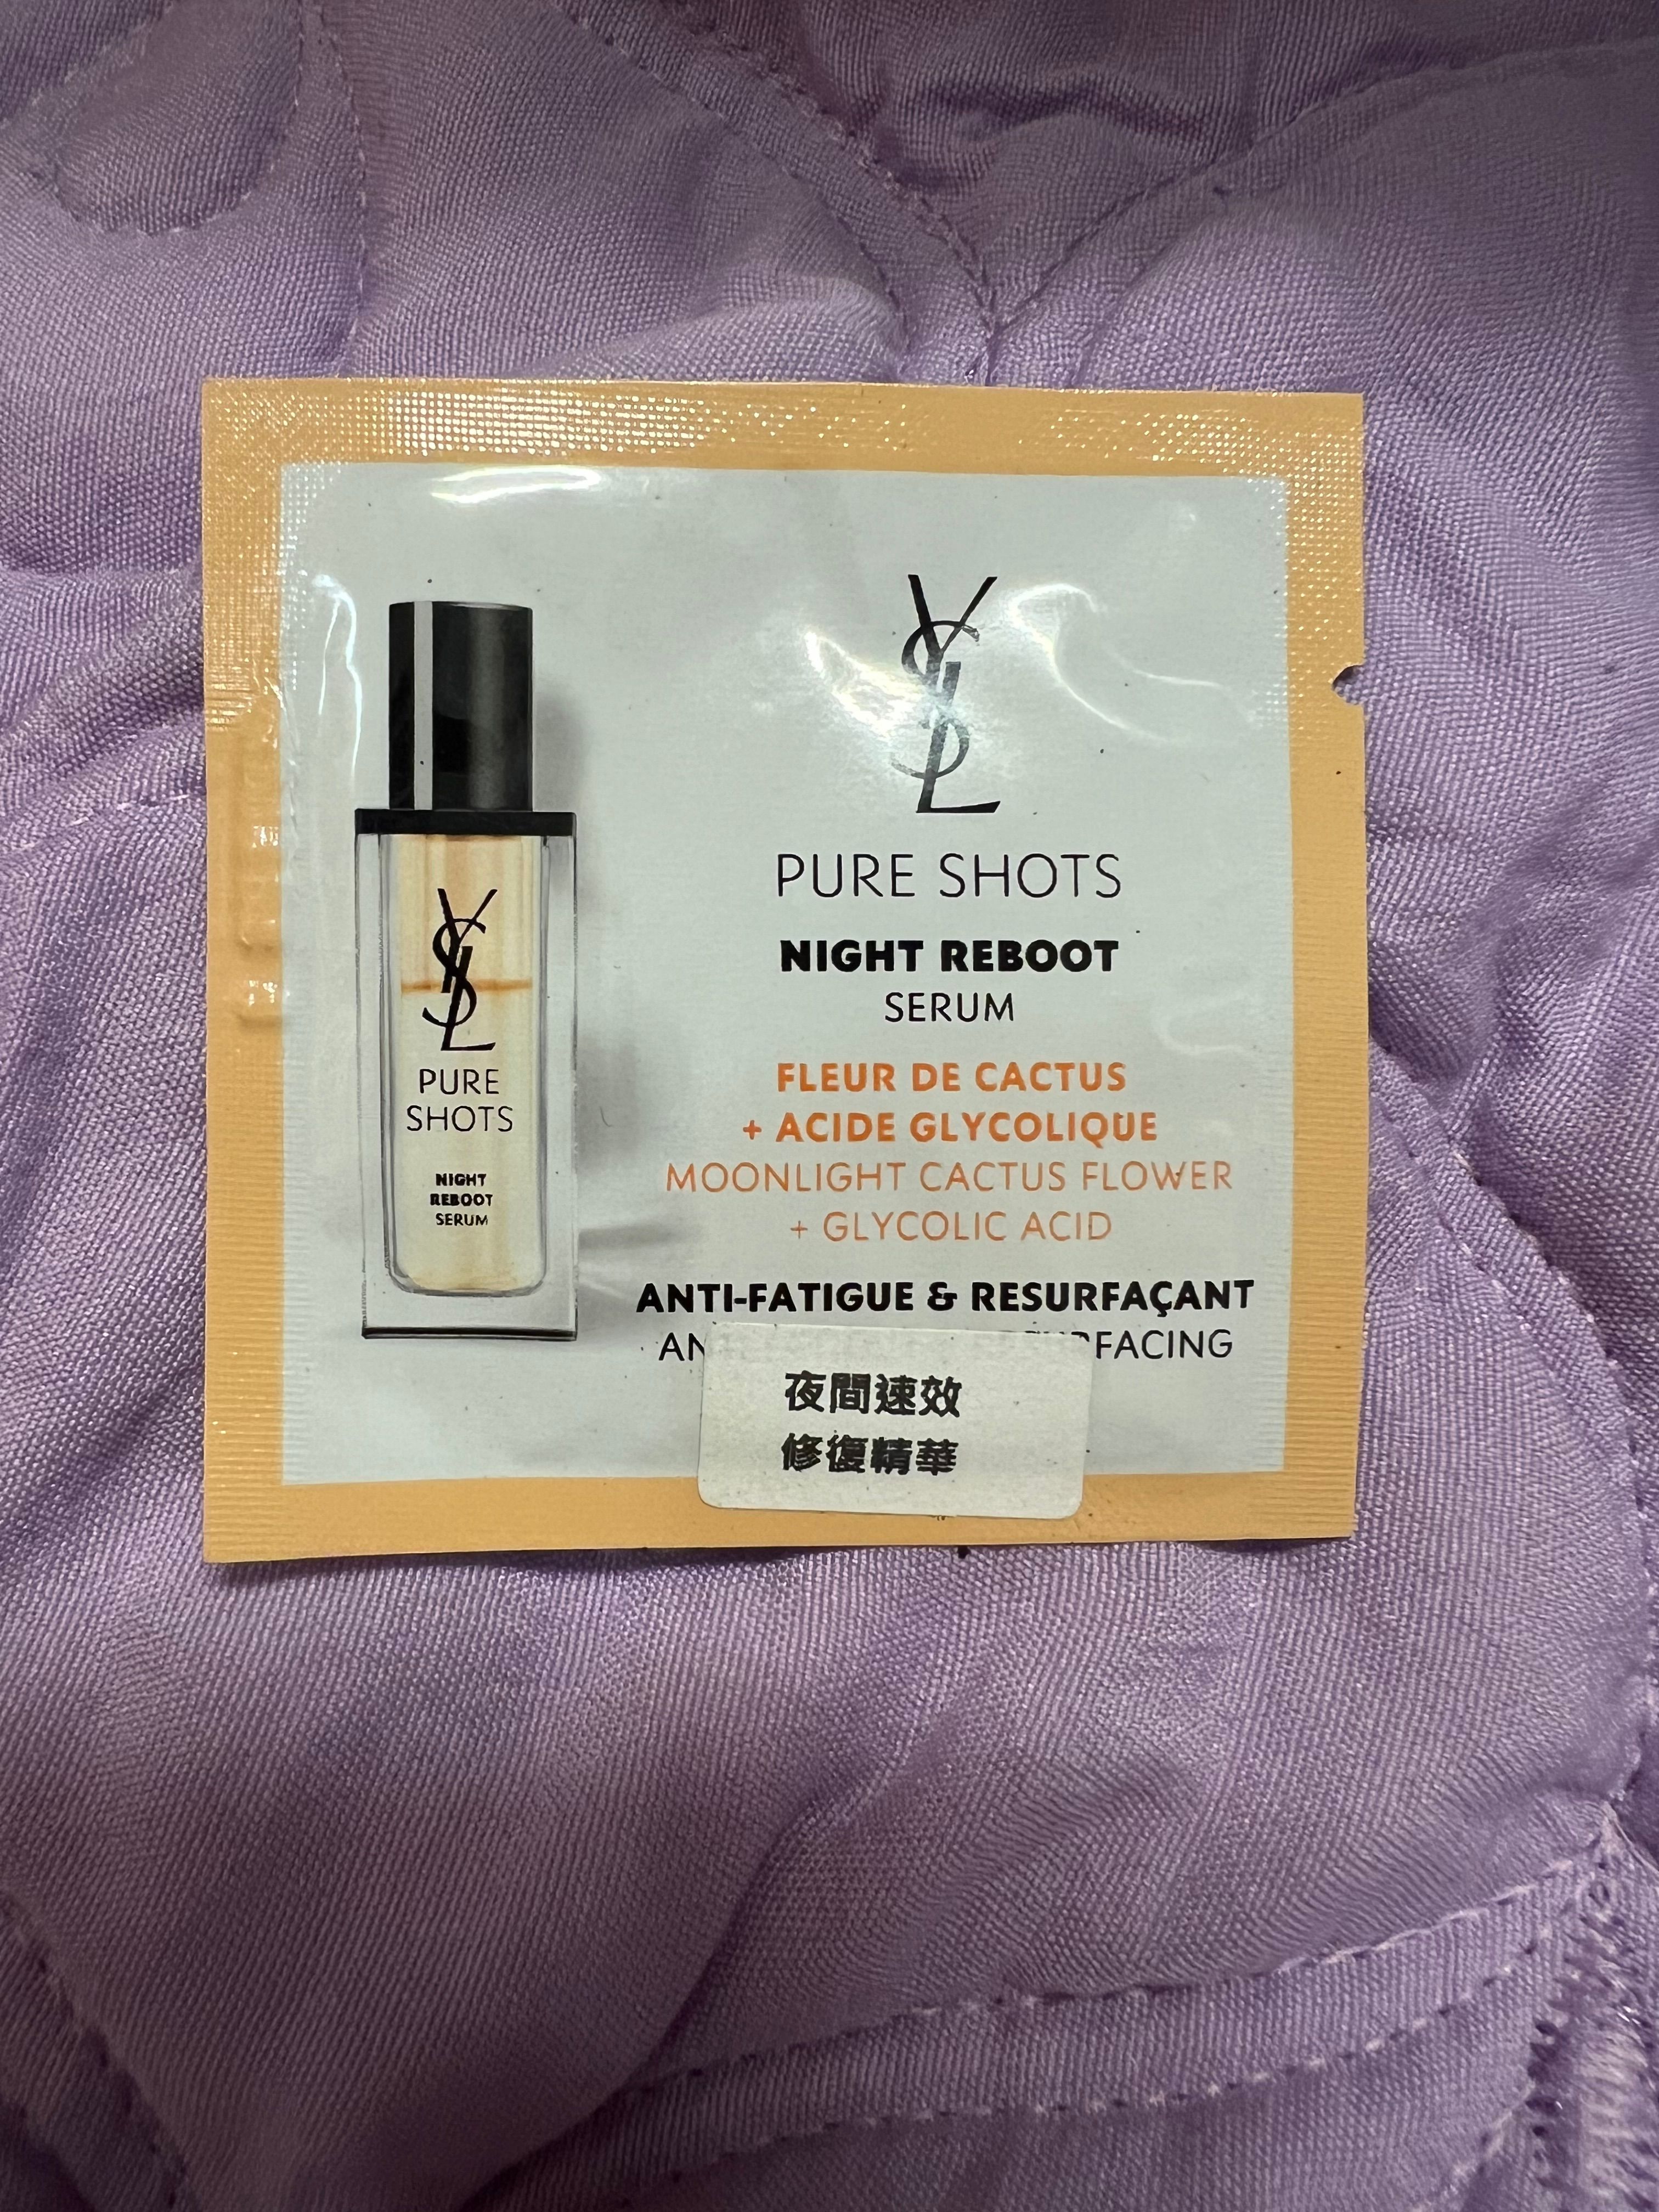 YSL
PURE SHOTS
NIGHT REBOOT
SERUM
FLEUR DE CACTUS
+ ACIDE GLYCOLIQUE
MOONLIGHT CACTUS FLOWER
+ GLYCOLIC ACID
ANTI-FATIGUE & RESURFAÇANT
夜間速效
修復精華
YSL
PURE
SHOTS
NIGHT
REBOOT
SERUM